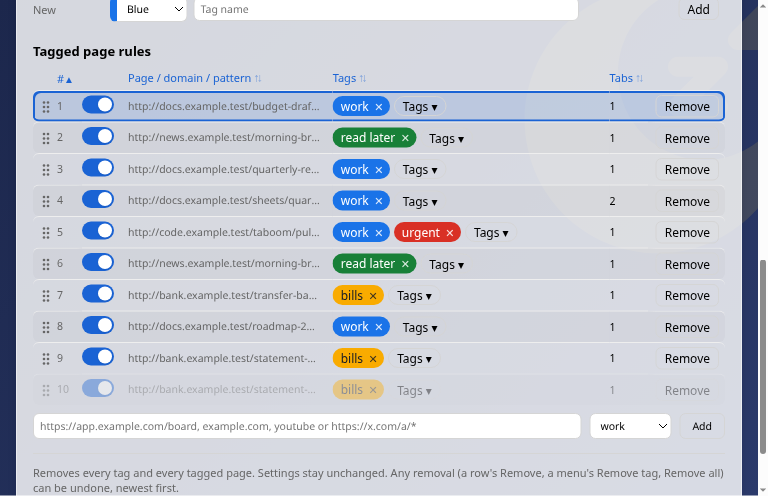 New Blue Tag name Add
Tagged page rules
#▲ Page / domain / pattern ↑↓ Tags ↑↓ Tabs ↑↓
1 http://docs.example.test/budget-draf... work × Tags ▾ 1 Remove
2 http://news.example.test/morning-br... read later × Tags ▾ 1 Remove
3 http://docs.example.test/quarterly-re... work × Tags ▾ 1 Remove
4 http://docs.example.test/sheets/quar... work × Tags ▾ 2 Remove
5 http://code.example.test/taboom/pul... work × urgent × Tags ▾ 1 Remove
6 http://news.example.test/morning-br... read later × Tags ▾ 1 Remove
7 http://bank.example.test/transfer-ba... bills × Tags ▾ 1 Remove
8 http://docs.example.test/roadmap-2... work × Tags ▾ 1 Remove
9 http://bank.example.test/statement-... bills × Tags ▾ 1 Remove
10 http://bank.example.test/statement-... bills × Tags ▾ 1 Remove
https://app.example.com/board, example.com, youtube or https://x.com/a/* work Add
Removes every tag and every tagged page. Settings stay unchanged. Any removal (a row's Remove, a menu's Remove tag, Remove all)
can be undone, newest first.